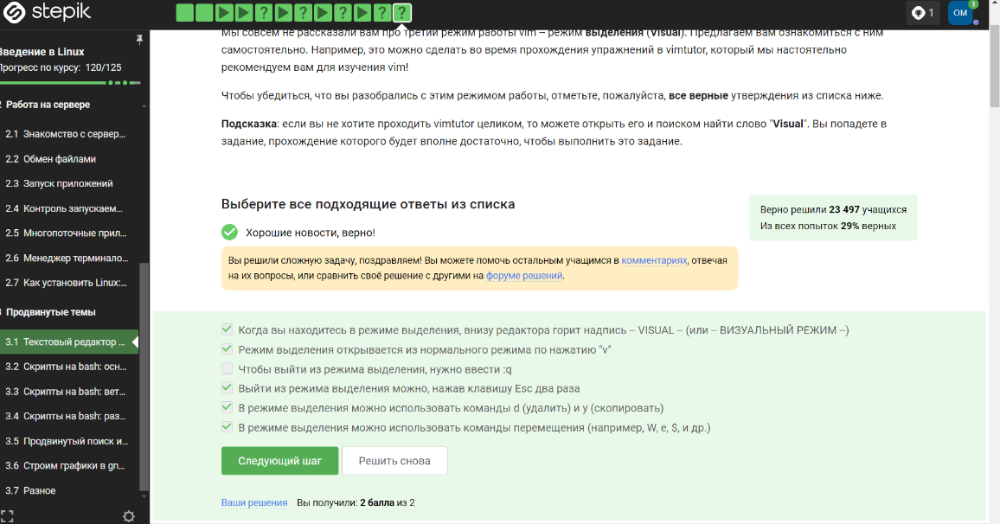 stepik
1
OM
1
Введение в Linux
Прогресс по курсу: 120/125
2 Работа на сервере
2.1 Знакомство с сервер...
2.2 Обмен файлами
2.3 Запуск приложений
2.4 Контроль запускаем...
2.5 Многопоточные прил...
2.6 Менеджер терминало...
2.7 Как установить Linux:...
3 Продвинутые темы
3.1 Текстовый редактор ...
3.2 Скрипты на bash: осн...
3.3 Скрипты на bash: вет...
3.4 Скрипты на bash: раз...
3.5 Продвинутый поиск и...
3.6 Строим графики в gn...
3.7 Разное
Мы совсем не рассказали вам про третий режим работы vim -- режим выделения (Visual). Предлагаем вам ознакомиться с ним
самостоятельно. Например, это можно сделать во время прохождения упражнений в vimtutor, который мы настоятельно
рекомендуем вам для изучения vim!
Чтобы убедиться, что вы разобрались с этим режимом работы, отметьте, пожалуйста, все верные утверждения из списка ниже.
Подсказка: если вы не хотите проходить vimtutor целиком, то можете открыть его и поиском найти слово "Visual". Вы попадете в
задание, прохождение которого будет вполне достаточно, чтобы выполнить это задание.
Выберите все подходящие ответы из списка
Верно решили 23 497 учащихся
Из всех попыток 29% верных
Хорошие новости, верно!
Вы решили сложную задачу, поздравляем! Вы можете помочь остальным учащимся в комментариях, отвечая
на их вопросы, или сравнить своё решение с другими на форуме решений.
Когда вы находитесь в режиме выделения, внизу редактора горит надпись -- VISUAL -- (или -- ВИЗУАЛЬНЫЙ РЕЖИМ --)
Режим выделения открывается из нормального режима по нажатию "v"
Чтобы выйти из режима выделения, нужно ввести :q
Выйти из режима выделения можно, нажав клавишу Esc два раза
В режиме выделения можно использовать команды d (удалить) и y (скопировать)
В режиме выделения можно использовать команды перемещения (например, W, e, $, и др.)
Следующий шаг
Решить снова
Ваши решения Вы получили: 2 балла из 2